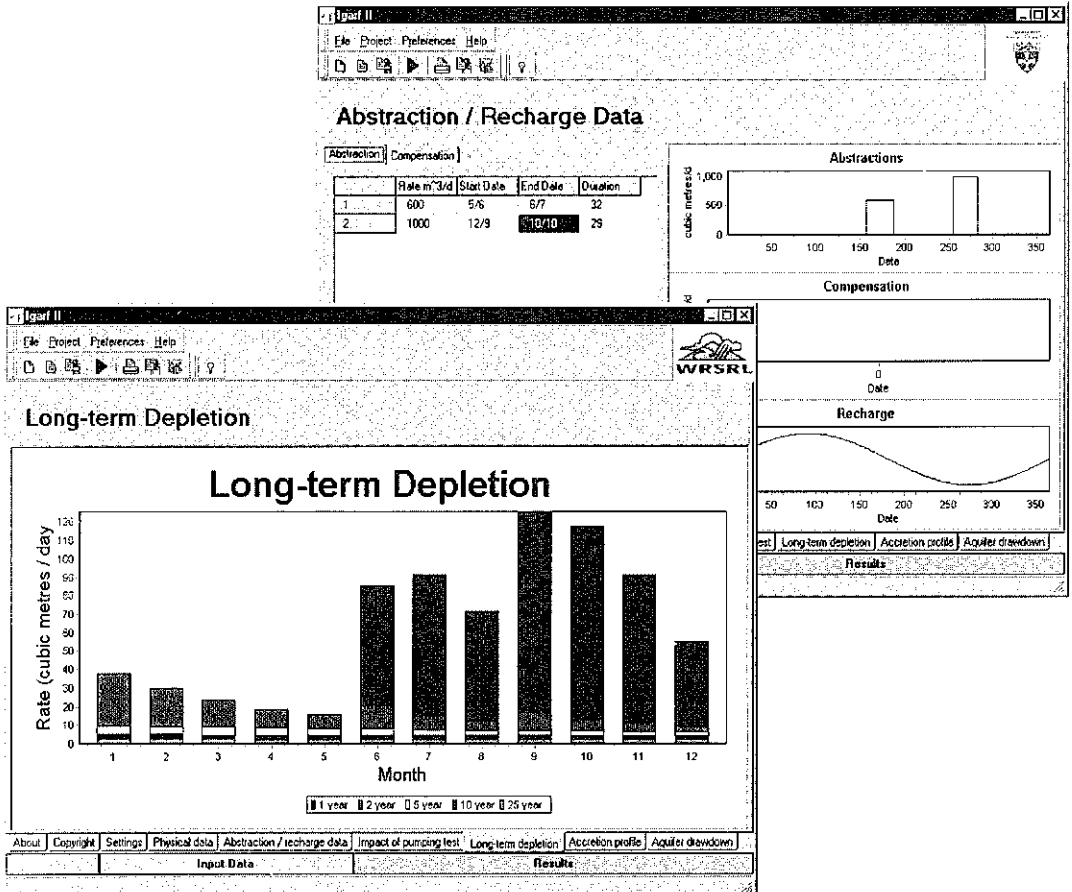 Igarf II
File Project Preferences Help
Abstraction / Recharge Data
Abstraction Compensation
Rate m^3/d Start Date End Date Duration
1 600 5/6 6/7 32
2 1000 12/9 10/10 29
Abstractions
cubic metres/d
1,000
500
50 100 150 200 250 300 350
Date
Compensation
/d
0
Date
Recharge
50 100 150 200 250 300 350
Date
est Long-term depletion Accretion profile Aquifer drawdown
Results
Igarf II
File Project Preferences Help
WRSRL
Long-term Depletion
Long-term Depletion
Rate (cubic metres / day
120
110
90
80
70
60
50
40
30
20
10
0
1 2 3 4 5 6 7 8 9 10 11 12
Month
1 year 2 year 5 year 10 year 25 year
About Copyright Settings Physical data Abstraction / recharge data Impact of pumping test Long-term depletion Accretion profile Aquifer drawdown
Input Data Results